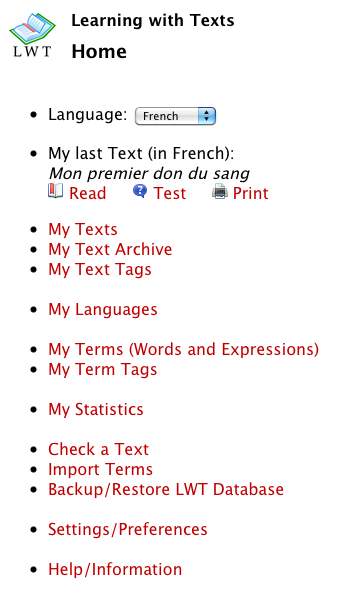 LWT
Learning with Texts
Home
Language: French
My last Text (in French):
Mon premier don du sang
Read Test Print
My Texts
My Text Archive
My Text Tags
My Languages
My Terms (Words and Expressions)
My Term Tags
My Statistics
Check a Text
Import Terms
Backup/Restore LWT Database
Settings/Preferences
Help/Information